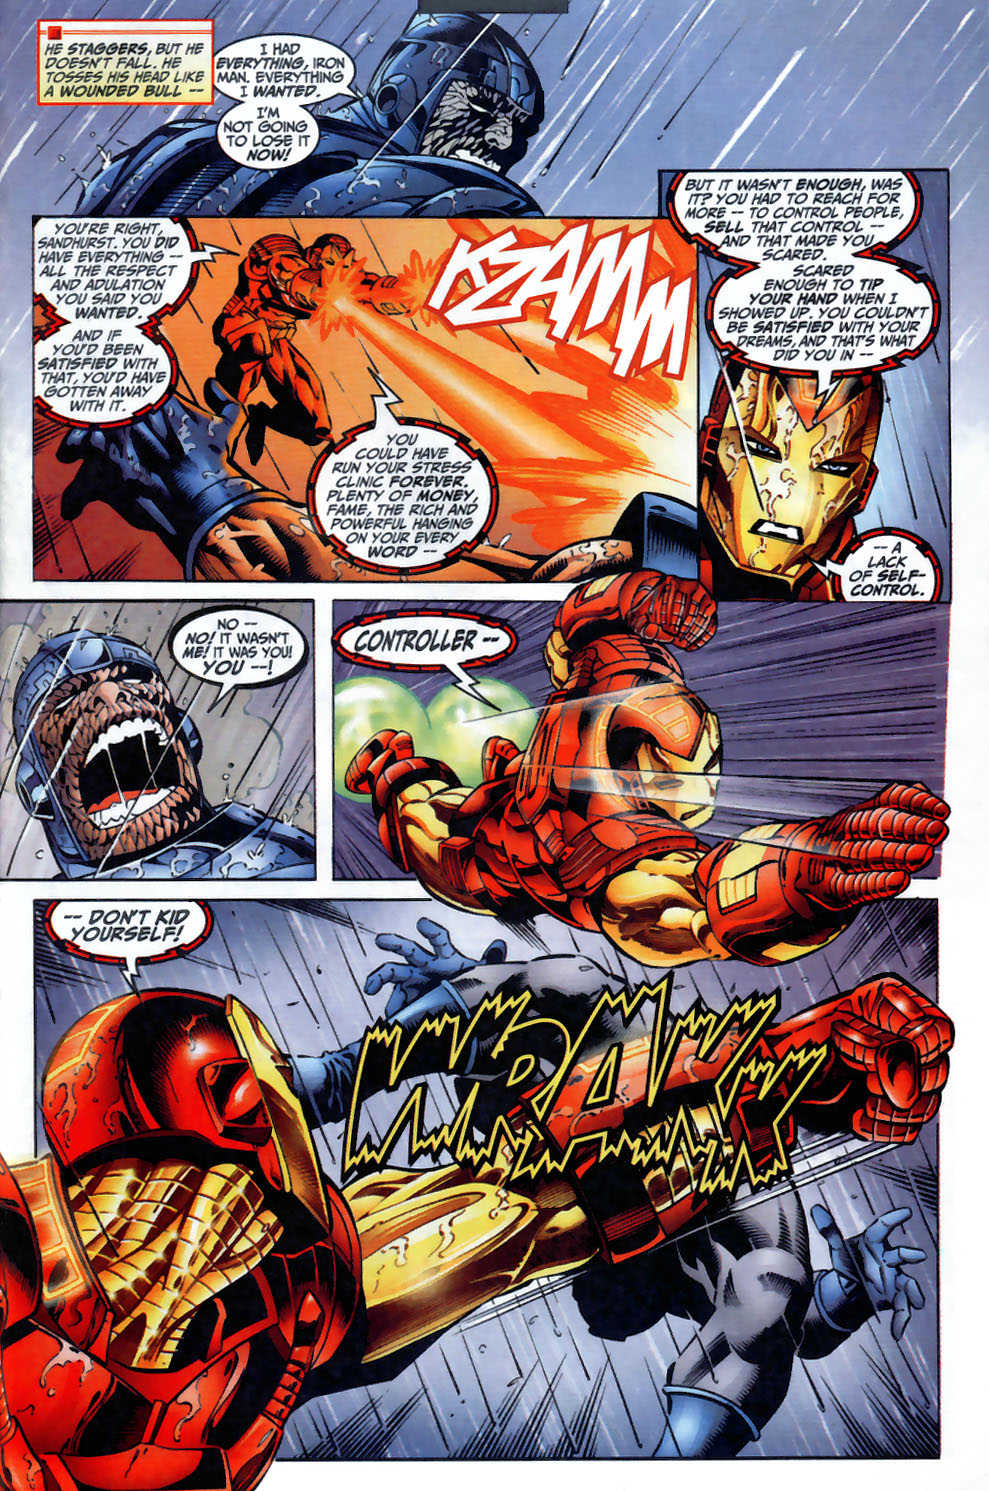 HE STAGGERS, BUT HE
DOESN'T FALL. HE
TOSSES HIS HEAD LIKE
A WOUNDED BULL --
I HAD
EVERYTHING, IRON
MAN. EVERYTHING
I WANTED.
I'M
NOT GOING
TO LOSE IT
NOW!
YOU'RE RIGHT,
SANDHURST. YOU DID
HAVE EVERYTHING --
ALL THE RESPECT
AND ADULATION
YOU SAID YOU
WANTED.
AND IF
YOU'D BEEN
SATISFIED WITH
THAT, YOU'D HAVE
GOTTEN AWAY
WITH IT.
KZAMM
YOU
COULD HAVE
RUN YOUR STRESS
CLINIC FOREVER.
PLENTY OF MONEY,
FAME, THE RICH AND
POWERFUL HANGING
ON YOUR EVERY
WORD --
BUT IT WASN'T ENOUGH, WAS
IT? YOU HAD TO REACH FOR
MORE -- TO CONTROL PEOPLE,
SELL THAT CONTROL --
AND THAT MADE YOU
SCARED.
SCARED
ENOUGH TO TIP
YOUR HAND WHEN I
SHOWED UP. YOU COULDN'T
BE SATISFIED WITH YOUR
DREAMS, AND THAT'S WHAT
DID YOU IN --
-- A
LACK
OF SELF-
CONTROL.
NO --
NO! IT WASN'T
ME! IT WAS YOU!
YOU --!
CONTROLLER --
-- DON'T KID
YOURSELF!
WRAKK